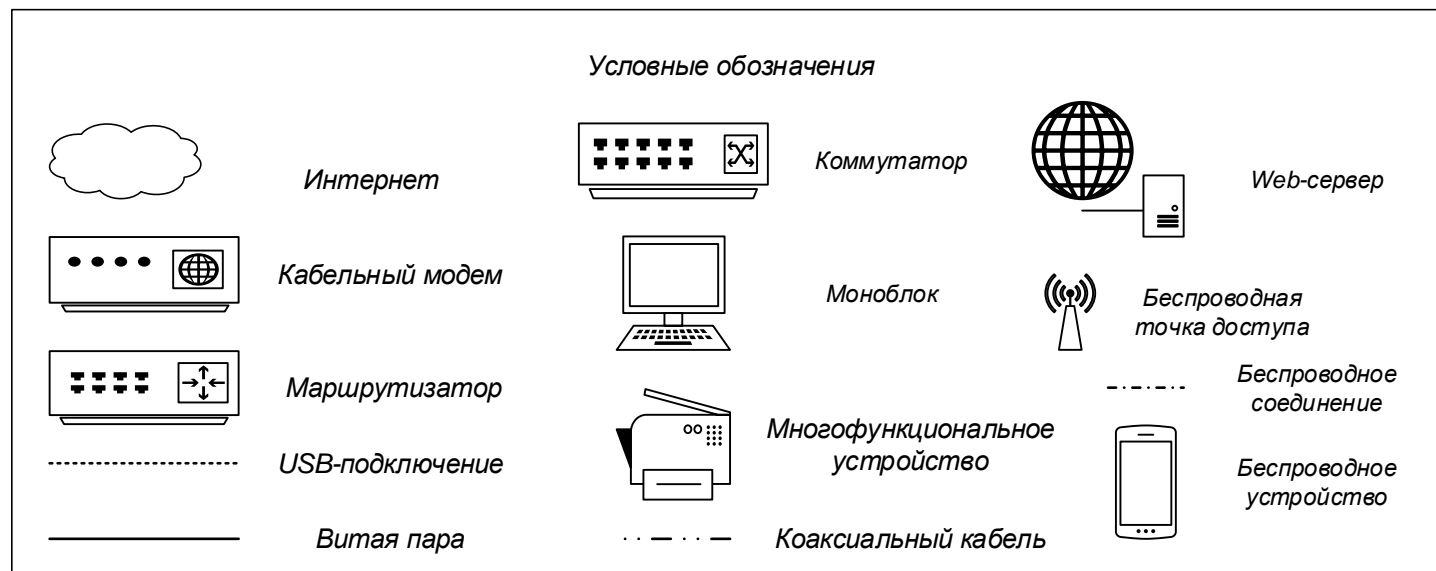 Условные обозначения
Интернет
Кабельный модем
Маршрутизатор
USB-подключение
Витая пара
Коммутатор
Моноблок
Многофункциональное
устройство
Коаксиальный кабель
Web-сервер
Беспроводная
точка доступа
Беспроводное
соединение
Беспроводное
устройство